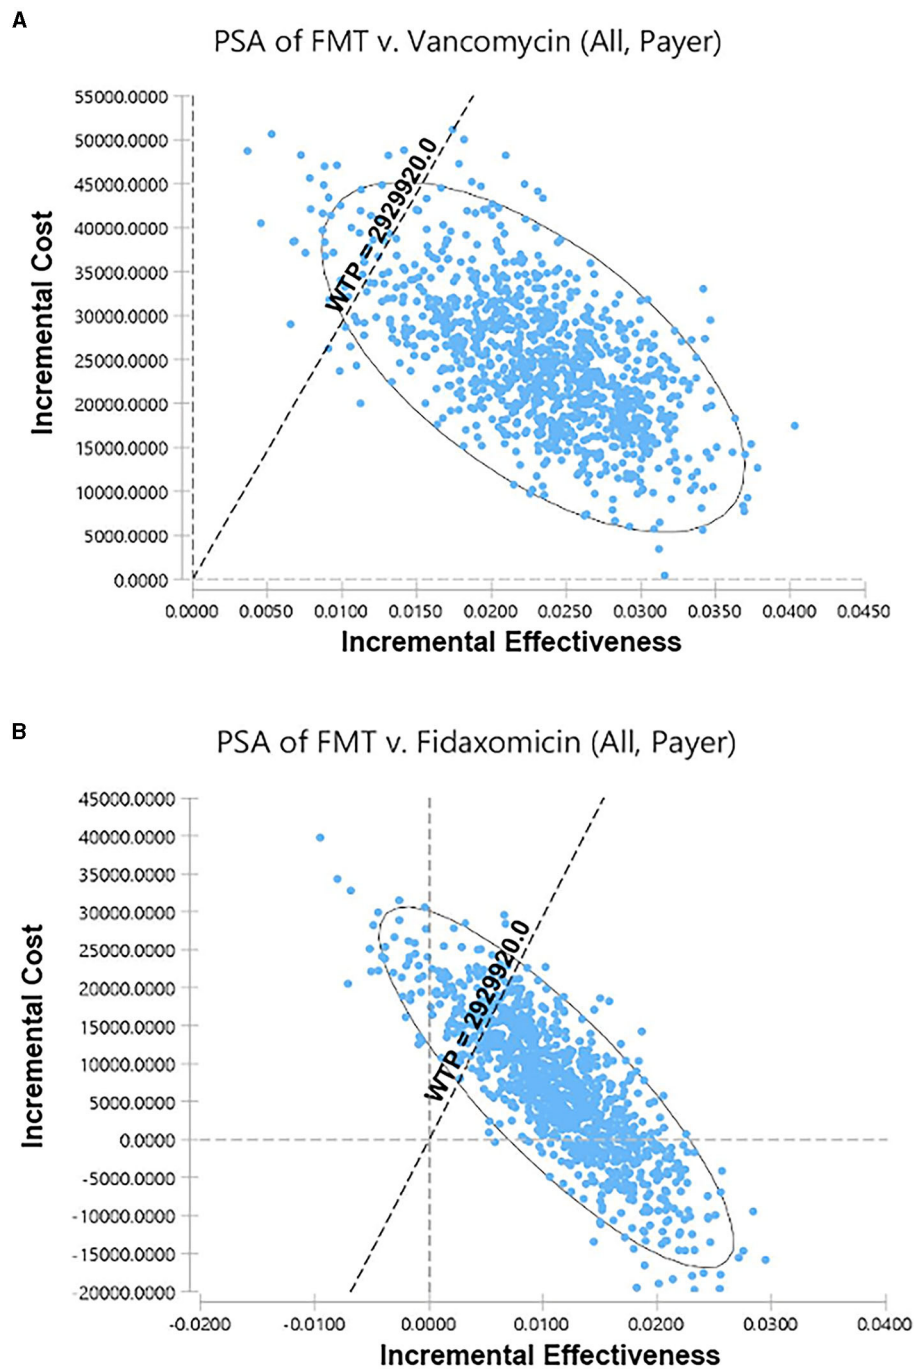 A
PSA of FMT v. Vancomycin (All, Payer)
55000.0000
50000.0000
45000.0000
40000.0000
35000.0000
30000.0000
25000.0000
20000.0000
15000.0000
10000.0000
5000.0000
0.0000
Incremental Cost
WTP = 2929920.0
0.0000 0.0050 0.0100 0.0150 0.0200 0.0250 0.0300 0.0350 0.0400 0.0450
Incremental Effectiveness
B
PSA of FMT v. Fidaxomicin (All, Payer)
45000.0000
40000.0000
35000.0000
30000.0000
25000.0000
20000.0000
15000.0000
10000.0000
5000.0000
0.0000
-5000.0000
-10000.0000
-15000.0000
-20000.0000
Incremental Cost
WTP = 2929920.0
-0.0200 -0.0100 0.0000 0.0100 0.0200 0.0300 0.0400
Incremental Effectiveness